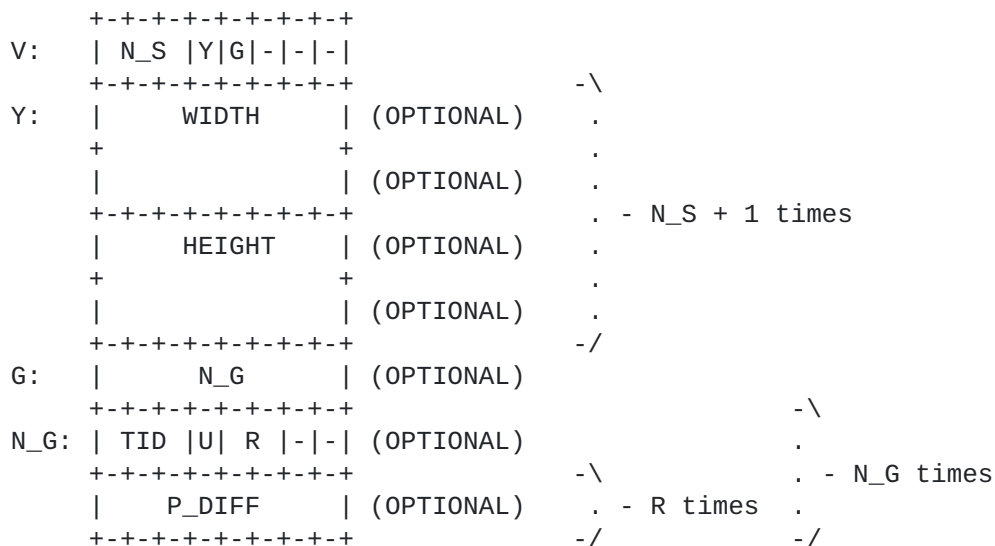 +-+-+-+-+-+-+-+-+
V:   | N_S |Y|G|-|-|-|
     +-+-+-+-+-+-+-+-+              -\
Y:   |     WIDTH     | (OPTIONAL)    .
     +               +               .
     |               | (OPTIONAL)    .
     +-+-+-+-+-+-+-+-+               . - N_S + 1 times
     |     HEIGHT    | (OPTIONAL)    .
     +               +               .
     |               | (OPTIONAL)    .
     +-+-+-+-+-+-+-+-+              -/
G:   |      N_G      | (OPTIONAL)
     +-+-+-+-+-+-+-+-+                            -\
N_G: | TID |U| R |-|-| (OPTIONAL)                 .
     +-+-+-+-+-+-+-+-+              -\            . - N_G times
     |    P_DIFF     | (OPTIONAL)    . - R times  .
     +-+-+-+-+-+-+-+-+              -/            -/